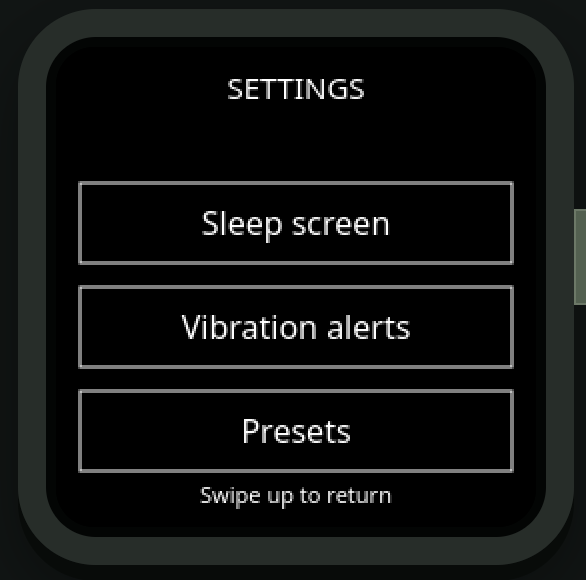 SETTINGS
Sleep screen
Vibration alerts
Presets
Swipe up to return